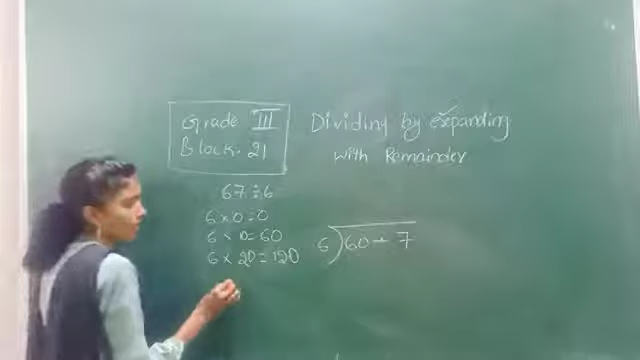 Grade III
Block. 21
Dividing by expanding
with Remainder
67 ÷ 6
6 × 0 = 0
6 × 10 = 60
6 × 20 = 120
6)60 + 7